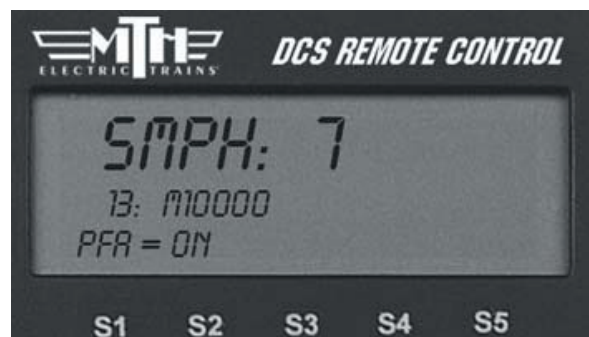 MTH
ELECTRIC TRAINS
DCS REMOTE CONTROL
SMPH: 7
13: M10000
PFA = ON
S1 S2 S3 S4 S5